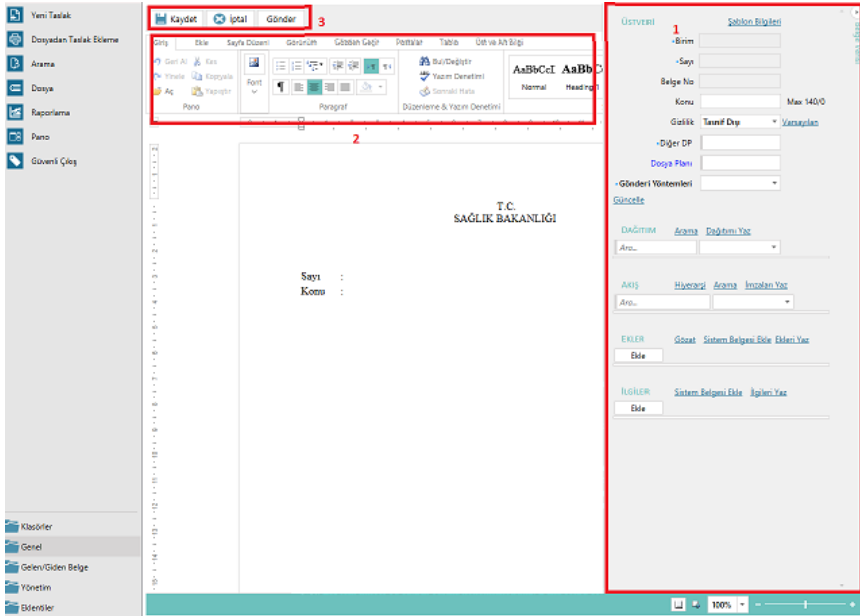 Yeni Taslak
Dosyadan Taslak Ekleme
Arama
Dosya
Raporlama
Pano
Güvenli Çıkış
Klasörler
Genel
Gelen/Giden Belge
Yönetim
Eklentiler
Kaydet İptal Gönder 3
Giriş Ekle Sayfa Düzeni Görünüm Gözden Geçir Postalar Tablo Üst ve Alt Bilgi
Geri Al Kes
Yinele Kopyala
Aç Yapıştır
Pano
Font
Paragraf
Bul/Değiştir
Yazım Denetimi
Sonraki Hata
Düzenleme & Yazım Denetimi
AaBbCcI AaBbC
Normal Heading 1
2
T.C.
SAĞLIK BAKANLIĞI
Sayı :
Konu :
ÜSTVERİ 1 Şablon Bilgileri
Birim
Sayı
Belge No
Konu Max 140/0
Gizlilik Tasnif Dışı Varsayılan
Diğer DP
Dosya Planı
Gönderi Yöntemleri
Güncelle
DAĞITIM Arama Dağıtımı Yaz
Ara...
AKIŞ Hiyerarşi Arama İmzaları Yaz
Ara...
EKLER Gözat Sistem Belgesi Ekle Ekleri Yaz
Ekle
İLGİLER Sistem Belgesi Ekle İlgileri Yaz
Ekle
100%